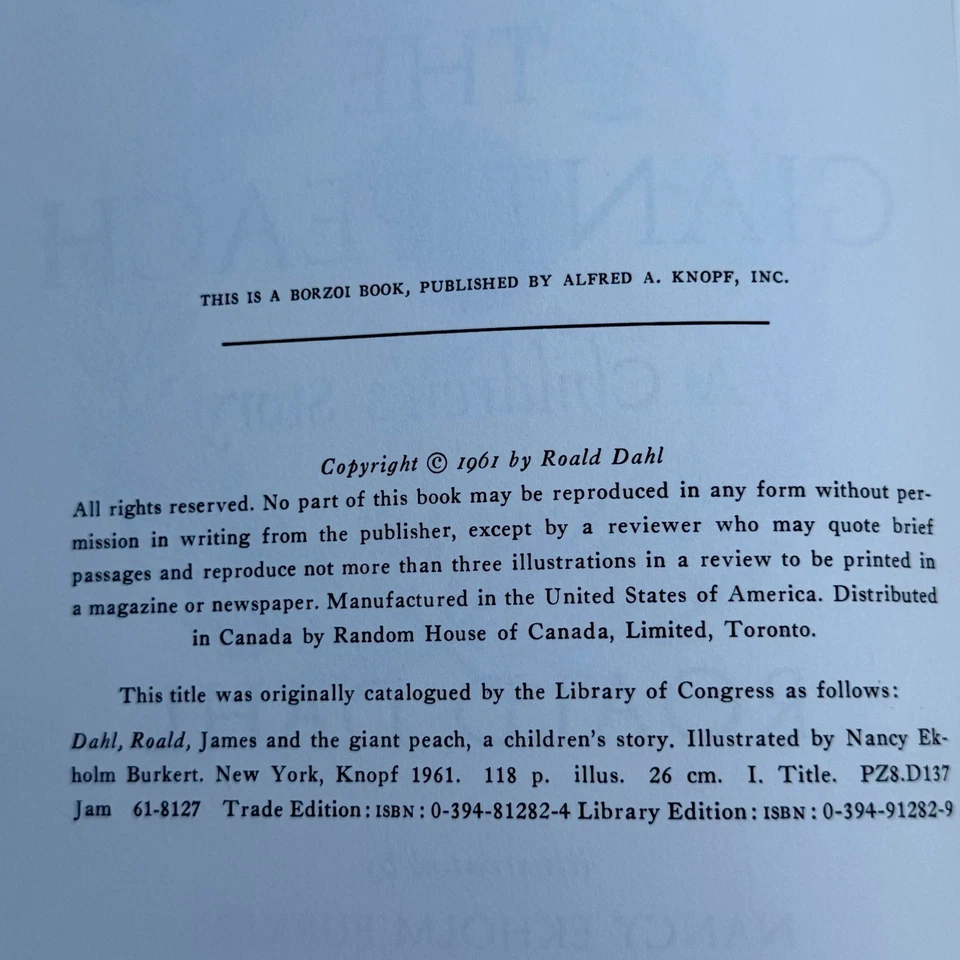 THIS IS A BORZOI BOOK, PUBLISHED BY ALFRED A. KNOPF, INC.
Copyright © 1961 by Roald Dahl
All rights reserved. No part of this book may be reproduced in any form without per-
mission in writing from the publisher, except by a reviewer who may quote brief
passages and reproduce not more than three illustrations in a review to be printed in
a magazine or newspaper. Manufactured in the United States of America. Distributed
in Canada by Random House of Canada, Limited, Toronto.
This title was originally catalogued by the Library of Congress as follows:
Dahl, Roald, James and the giant peach, a children's story. Illustrated by Nancy Ek-
holm Burkert. New York, Knopf 1961. 118 p. illus. 26 cm. I. Title. PZ8.D137
Jam 61-8127 Trade Edition: ISBN: 0-394-81282-4 Library Edition: ISBN: 0-394-91282-9